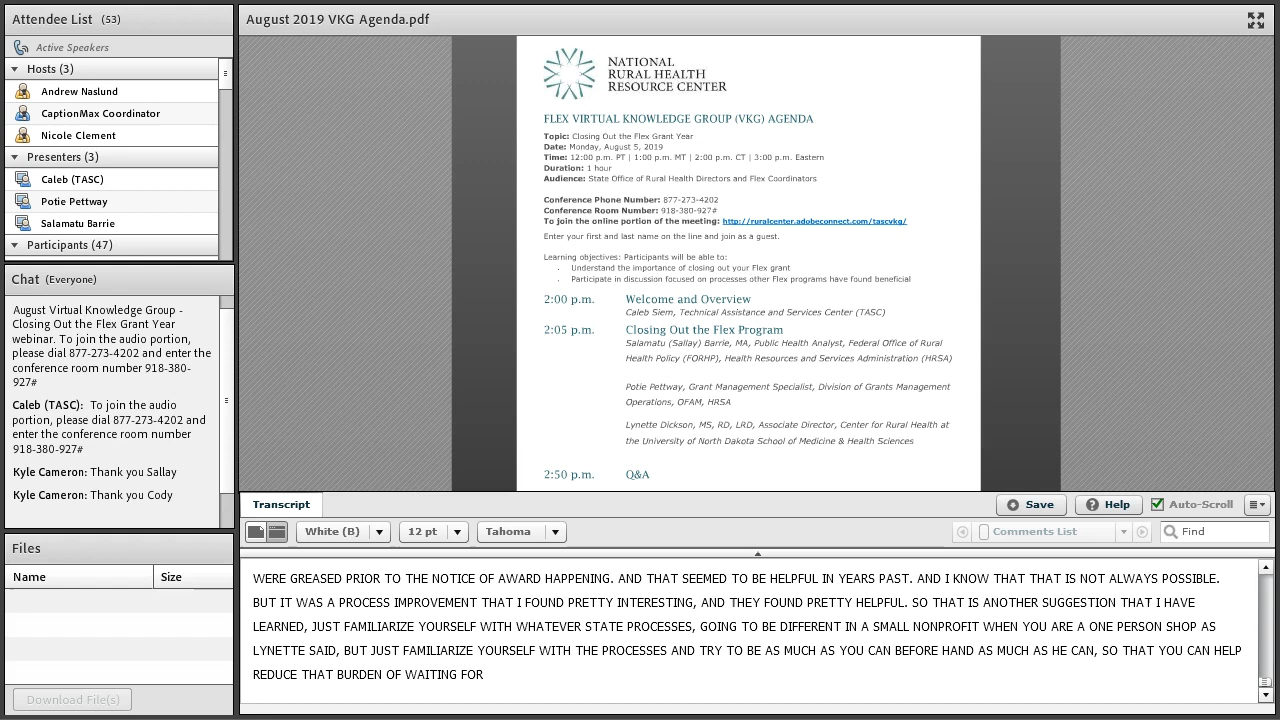 Attendee List (53)
Active Speakers
Hosts (3)
Andrew Naslund
CaptionMax Coordinator
Nicole Clement
Presenters (3)
Caleb (TASC)
Potie Pettway
Salamatu Barrie
Participants (47)
Chat (Everyone)
August Virtual Knowledge Group -
Closing Out the Flex Grant Year
webinar. To join the audio portion,
please dial 877-273-4202 and enter the
conference room number 918-380-
927#
Caleb (TASC): To join the audio
portion, please dial 877-273-4202 and
enter the conference room number
918-380-927#
Kyle Cameron: Thank you Sallay
Kyle Cameron: Thank you Cody
Files
Name Size
Download File(s)
August 2019 VKG Agenda.pdf
NATIONAL
RURAL HEALTH
RESOURCE CENTER
FLEX VIRTUAL KNOWLEDGE GROUP (VKG) AGENDA
Topic: Closing Out the Flex Grant Year
Date: Monday, August 5, 2019
Time: 12:00 p.m. PT | 1:00 p.m. MT | 2:00 p.m. CT | 3:00 p.m. Eastern
Duration: 1 hour
Audience: State Office of Rural Health Directors and Flex Coordinators
Conference Phone Number: 877-273-4202
Conference Room Number: 918-380-927#
To join the online portion of the meeting: http://ruralcenter.adobeconnect.com/tascvkg/
Enter your first and last name on the line and join as a guest.
Learning objectives: Participants will be able to:
· Understand the importance of closing out your Flex grant
· Participate in discussion focused on processes other Flex programs have found beneficial
2:00 p.m. Welcome and Overview
Caleb Siem, Technical Assistance and Services Center (TASC)
2:05 p.m. Closing Out the Flex Program
Salamatu (Sallay) Barrie, MA, Public Health Analyst, Federal Office of Rural
Health Policy (FORHP), Health Resources and Services Administration (HRSA)
Potie Pettway, Grant Management Specialist, Division of Grants Management
Operations, OFAM, HRSA
Lynette Dickson, MS, RD, LRD, Associate Director, Center for Rural Health at
the University of North Dakota School of Medicine & Health Sciences
2:50 p.m. Q&A
Transcript Save Help Auto-Scroll
White (B) 12 pt Tahoma Comments List Find
WERE GREASED PRIOR TO THE NOTICE OF AWARD HAPPENING. AND THAT SEEMED TO BE HELPFUL IN YEARS PAST. AND I KNOW THAT THAT IS NOT ALWAYS POSSIBLE.
BUT IT WAS A PROCESS IMPROVEMENT THAT I FOUND PRETTY INTERESTING, AND THEY FOUND PRETTY HELPFUL. SO THAT IS ANOTHER SUGGESTION THAT I HAVE
LEARNED, JUST FAMILIARIZE YOURSELF WITH WHATEVER STATE PROCESSES, GOING TO BE DIFFERENT IN A SMALL NONPROFIT WHEN YOU ARE A ONE PERSON SHOP AS
LYNETTE SAID, BUT JUST FAMILIARIZE YOURSELF WITH THE PROCESSES AND TRY TO BE AS MUCH AS YOU CAN BEFORE HAND AS MUCH AS HE CAN, SO THAT YOU CAN HELP
REDUCE THAT BURDEN OF WAITING FOR